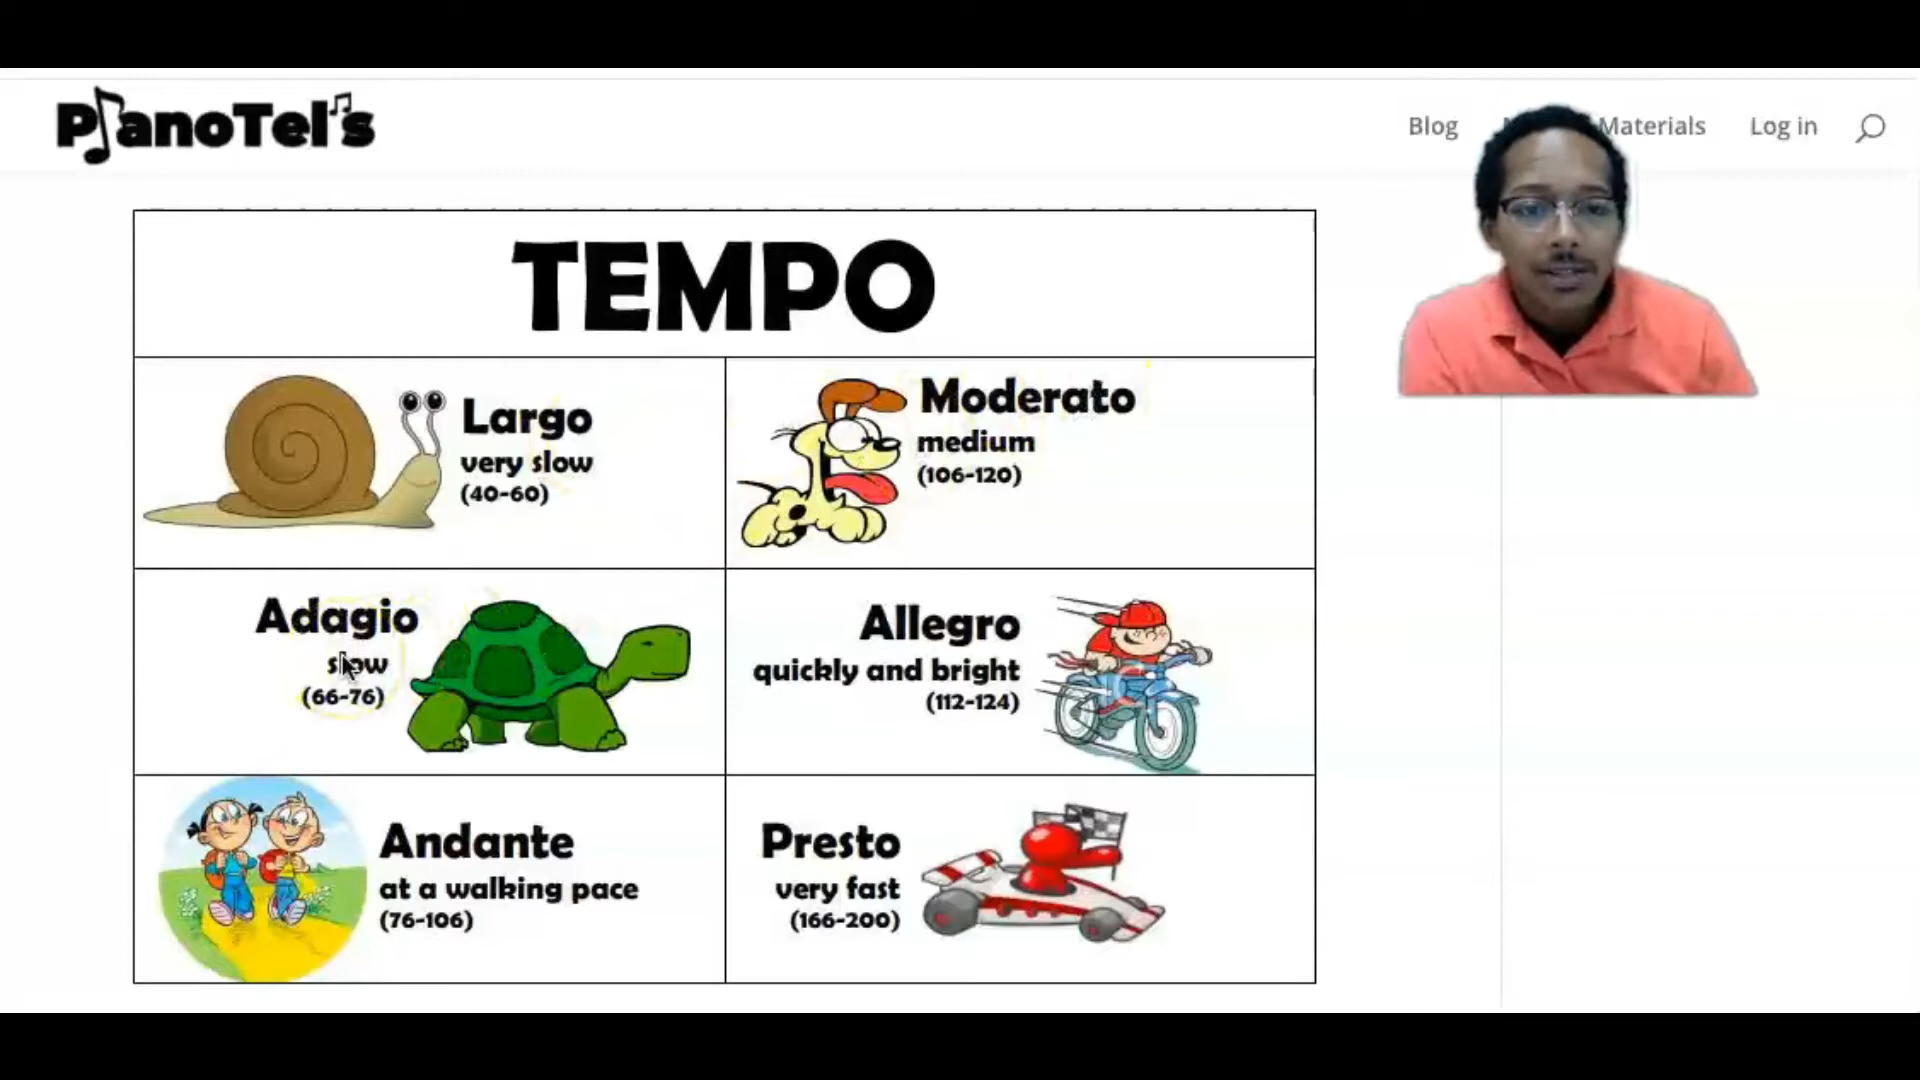 PianoTel's
Blog
Materials
Log in
TEMPO
Largo
very slow
(40-60)
Moderato
medium
(106-120)
Adagio
slow
(66-76)
Allegro
quickly and bright
(112-124)
Andante
at a walking pace
(76-106)
Presto
very fast
(166-200)